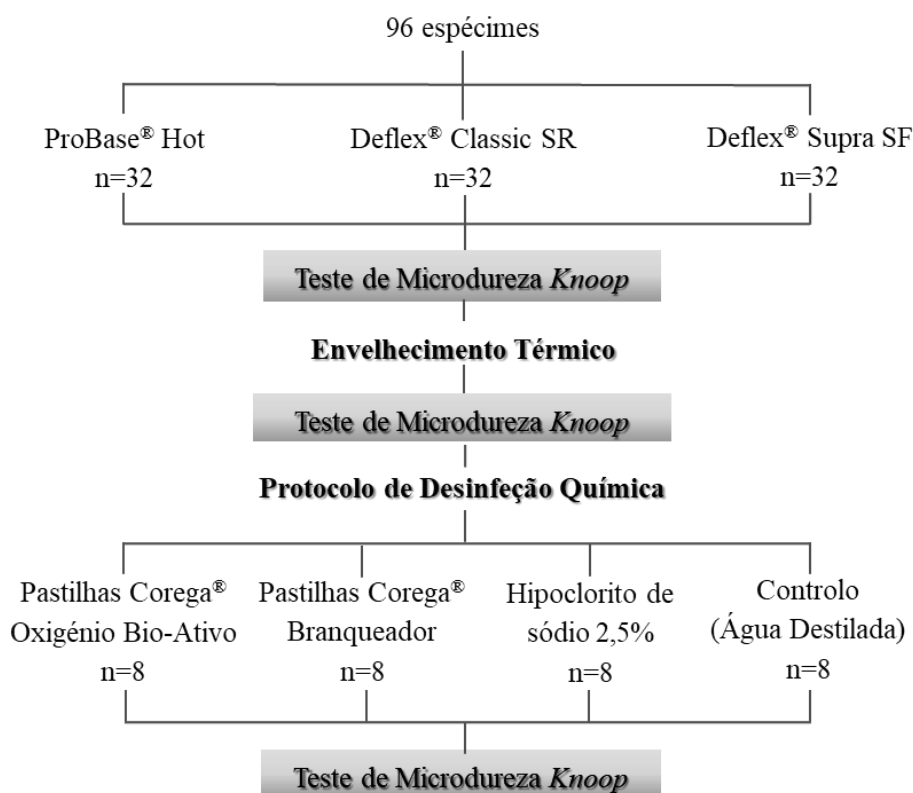 96 espécimes
ProBase® Hot
n=32
Deflex® Classic SR
n=32
Deflex® Supra SF
n=32
Teste de Microdureza Knoop
Envelhecimento Térmico
Teste de Microdureza Knoop
Protocolo de Desinfeção Química
Pastilhas Corega®
Oxigénio Bio-Ativo
n=8
Pastilhas Corega®
Branqueador
n=8
Hipoclorito de
sódio 2,5%
n=8
Controlo
(Água Destilada)
n=8
Teste de Microdureza Knoop